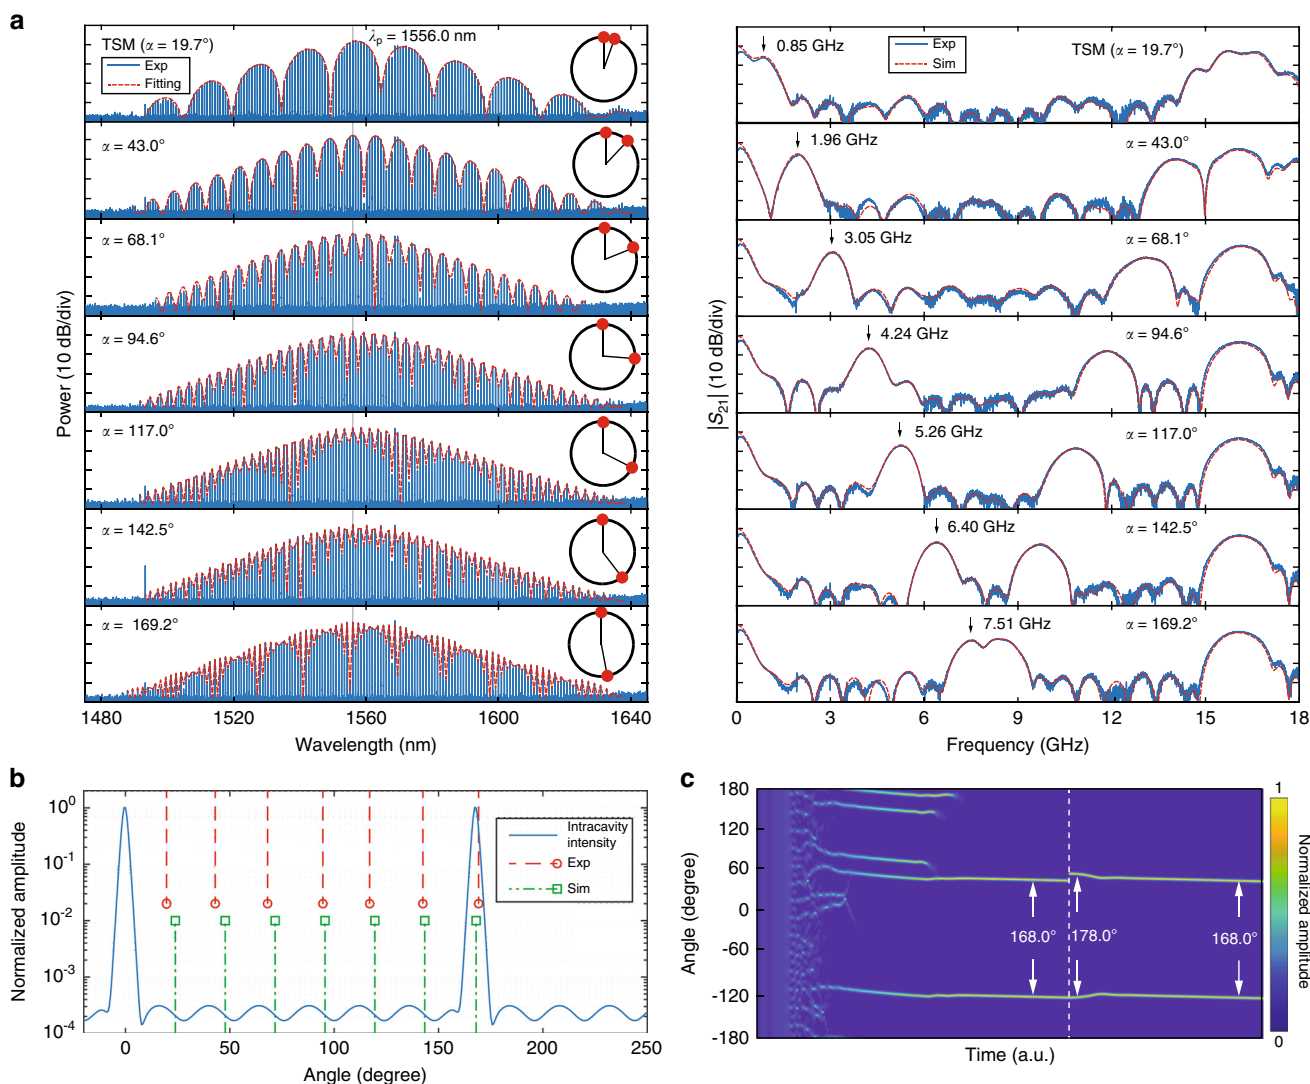 a
TSM (α = 19.7°)
Exp
Fitting
λp = 1556.0 nm
α = 43.0°
α = 68.1°
α = 94.6°
α = 117.0°
α = 142.5°
α = 169.2°
Power (10 dB/div)
1480 1520 1560 1600 1640
Wavelength (nm)
0.85 GHz
Exp
Sim
TSM (α = 19.7°)
1.96 GHz
α = 43.0°
3.05 GHz
α = 68.1°
4.24 GHz
α = 94.6°
5.26 GHz
α = 117.0°
6.40 GHz
α = 142.5°
7.51 GHz
α = 169.2°
|S21| (10 dB/div)
0 3 6 9 12 15 18
Frequency (GHz)
b
10^0
10^-1
10^-2
10^-3
10^-4
Normalized amplitude
Intracavity
intensity
Exp
Sim
0 50 100 150 200 250
Angle (degree)
c
180
120
60
0
-60
-120
-180
Angle (degree)
168.0°
178.0°
168.0°
Time (a.u.)
1
0
Normalized amplitude